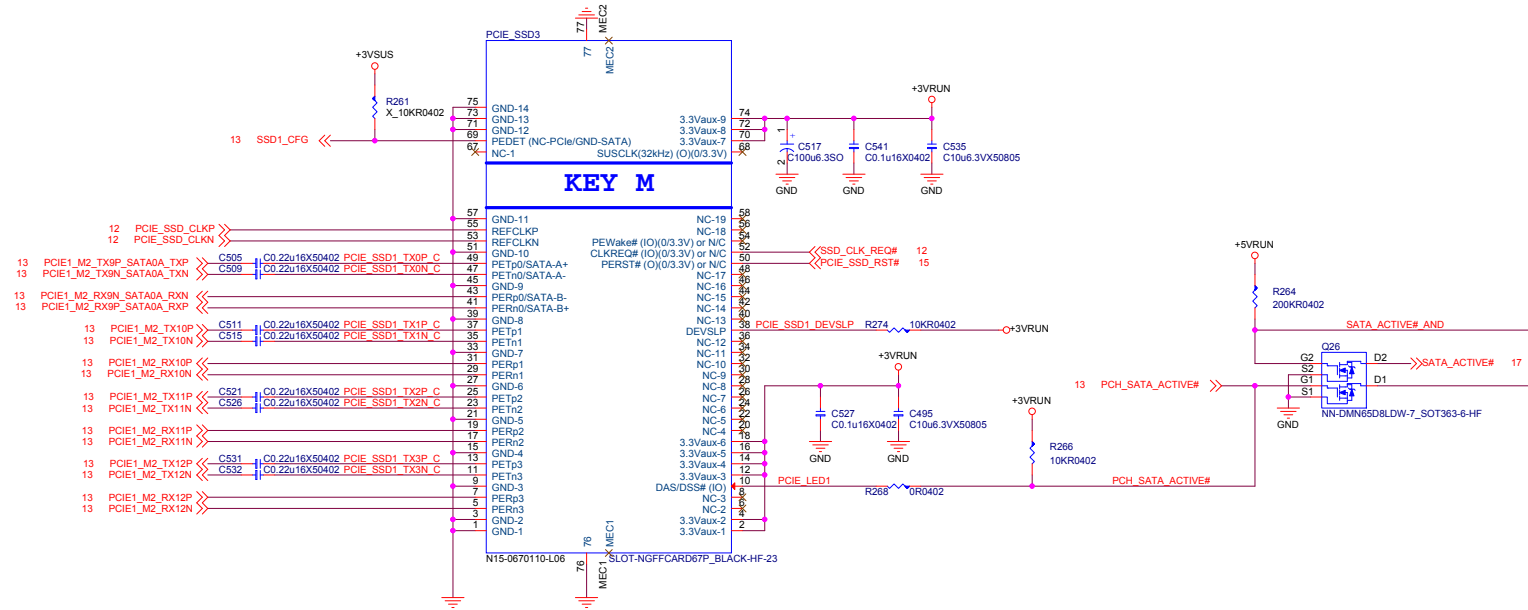 PCIE_SSD3
77
77
MEC2
MEC2
+3VSUS
R261
X_10KR0402
13 SSD1_CFG
75 GND-14
73 GND-13
71 GND-12
69 PEDET (NC-PCIe/GND-SATA)
67 NC-1
3.3Vaux-9 74
3.3Vaux-8 72
3.3Vaux-7 70
SUSCLK(32kHz) (O)(0/3.3V) 68
+3VRUN
1
+
2
C517
C100u6.3SO
C541
C0.1u16X0402
C535
C10u6.3VX50805
GND
GND
GND
KEY M
57 GND-11
12 PCIE_SSD_CLKP 55 REFCLKP
12 PCIE_SSD_CLKN 53 REFCLKN
51 GND-10
13 PCIE1_M2_TX9P_SATA0A_TXP C505 C0.22u16X50402 PCIE_SSD1_TX0P_C 49 PETp0/SATA-A+
13 PCIE1_M2_TX9N_SATA0A_TXN C509 C0.22u16X50402 PCIE_SSD1_TX0N_C 47 PETn0/SATA-A-
45 GND-9
13 PCIE1_M2_RX9N_SATA0A_RXN 43 PERp0/SATA-B-
13 PCIE1_M2_RX9P_SATA0A_RXP 41 PERn0/SATA-B+
39 GND-8
13 PCIE1_M2_TX10P C511 C0.22u16X50402 PCIE_SSD1_TX1P_C 37 PETp1
13 PCIE1_M2_TX10N C515 C0.22u16X50402 PCIE_SSD1_TX1N_C 35 PETn1
33 GND-7
13 PCIE1_M2_RX10P 31 PERp1
13 PCIE1_M2_RX10N 29 PERn1
27 GND-6
13 PCIE1_M2_TX11P C521 C0.22u16X50402 PCIE_SSD1_TX2P_C 25 PETp2
13 PCIE1_M2_TX11N C526 C0.22u16X50402 PCIE_SSD1_TX2N_C 23 PETn2
21 GND-5
13 PCIE1_M2_RX11P 19 PERp2
13 PCIE1_M2_RX11N 17 PERn2
15 GND-4
13 PCIE1_M2_TX12P C531 C0.22u16X50402 PCIE_SSD1_TX3P_C 13 PETp3
13 PCIE1_M2_TX12N C532 C0.22u16X50402 PCIE_SSD1_TX3N_C 11 PETn3
9 GND-3
13 PCIE1_M2_RX12P 7 PERp3
13 PCIE1_M2_RX12N 5 PERn3
3 GND-2
1 GND-1
NC-19 58
NC-18 56
PEWake# (IO)(0/3.3V) or N/C 54
CLKREQ# (IO)(0/3.3V) or N/C 52 SSD_CLK_REQ# 12
PERST# (O)(0/3.3V) or N/C 50 PCIE_SSD_RST# 15
NC-17 48
NC-16 46
NC-15 44
NC-14 42
NC-13 40
DEVSLP 38 PCIE_SSD1_DEVSLP R274 10KR0402 +3VRUN
NC-12 36
NC-11 34
NC-10 32
NC-9 30
NC-8 28
NC-7 26
NC-6 24
NC-5 22
NC-4 20
3.3Vaux-6 18
3.3Vaux-5 16
3.3Vaux-4 14
3.3Vaux-3 12
DAS/DSS# (IO) 10 PCIE_LED1 R268 0R0402 PCH_SATA_ACTIVE#
NC-3 8
NC-2 6
3.3Vaux-2 4
3.3Vaux-1 2
+3VRUN
C527
C0.1u16X0402
C495
C10u6.3VX50805
GND
GND
+3VRUN
R266
10KR0402
+5VRUN
R264
200KR0402
SATA_ACTIVE#_AND
Q26
G2
S2
G1
S1
D2
D1
SATA_ACTIVE# 17
13 PCH_SATA_ACTIVE#
GND
NN-DMN65D8LDW-7_SOT363-6-HF
76
76
MEC1
MEC1
N15-0670110-L06
SLOT-NGFFCARD67P_BLACK-HF-23